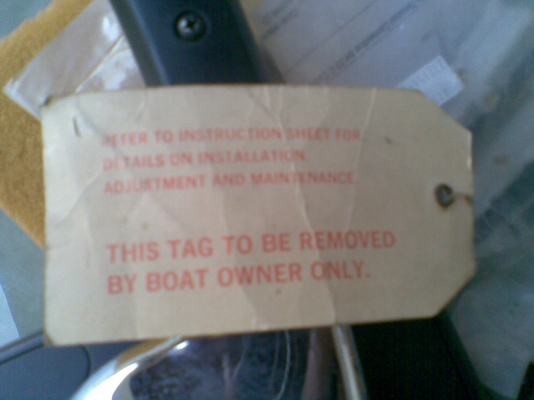 REFER TO INSTRUCTION SHEET FOR
DETAILS ON INSTALLATION,
ADJUSTMENT AND MAINTENANCE.
THIS TAG TO BE REMOVED
BY BOAT OWNER ONLY.